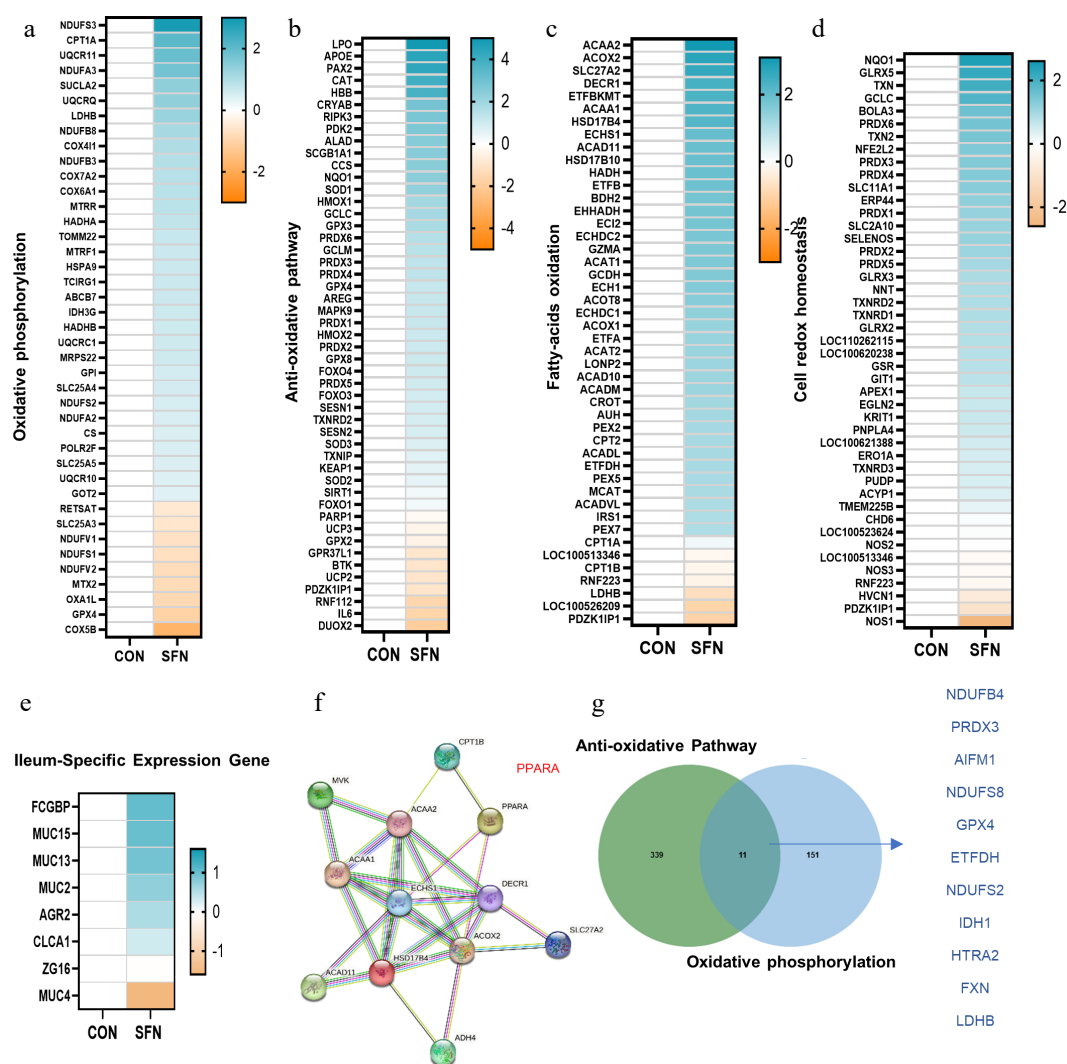 a
Oxidative phosphorylation
NDUFS3
CPT1A
UQCR11
NDUFA3
SUCLA2
UQCRQ
LDHB
NDUFB8
COX4I1
NDUFB3
COX7A2
COX6A1
MTRR
HADHA
TOMM22
MTRF1
HSPA9
TCIRG1
ABCB7
IDH3G
HADHB
UQCRC1
MRPS22
GPI
SLC25A4
NDUFS2
NDUFA2
CS
POLR2F
SLC25A5
UQCR10
GOT2
RETSAT
SLC25A3
NDUFV1
NDUFS1
NDUFV2
MTX2
OXA1L
GPX4
COX5B
CON SFN
2
0
-2
b
Anti-oxidative pathway
LPO
APOE
PAX2
CAT
HBB
CRYAB
RIPK3
PDK2
ALAD
SCGB1A1
CCS
NQO1
SOD1
HMOX1
GCLC
GPX3
PRDX6
GCLM
PRDX3
PRDX4
GPX4
AREG
MAPK9
PRDX1
HMOX2
PRDX2
GPX8
FOXO4
PRDX5
FOXO3
SESN1
TXNRD2
SESN2
SOD3
TXNIP
KEAP1
SOD2
SIRT1
FOXO1
PARP1
UCP3
GPX2
GPR37L1
BTK
UCP2
PDZK1IP1
RNF112
IL6
DUOX2
CON SFN
4
2
0
-2
-4
c
Fatty-acids oxidation
ACAA2
ACOX2
SLC27A2
DECR1
ETFBKMT
ACAA1
HSD17B4
ECHS1
ACAD11
HSD17B10
HADH
ETFB
BDH2
EHHADH
ECI2
ECHDC2
GZMA
ACAT1
GCDH
ECH1
ACOT8
ECHDC1
ACOX1
ETFA
ACAT2
LONP2
ACAD10
ACADM
CROT
AUH
PEX2
CPT2
ACADL
ETFDH
PEX5
MCAT
ACADVL
IRS1
PEX7
CPT1A
LOC100513346
CPT1B
RNF223
LDHB
LOC100526209
PDZK1IP1
CON SFN
2
0
-2
d
Cell redox homeostasis
NQO1
GLRX5
TXN
GCLC
BOLA3
PRDX6
TXN2
NFE2L2
PRDX3
PRDX4
SLC11A1
ERP44
PRDX1
SLC2A10
SELENOS
PRDX2
PRDX5
GLRX3
NNT
TXNRD2
TXNRD1
GLRX2
LOC110262115
LOC100620238
GSR
GIT1
APEX1
EGLN2
KRIT1
PNPLA4
LOC100621388
ERO1A
TXNRD3
PUDP
ACYP1
TMEM225B
CHD6
LOC100523624
NOS2
LOC100513346
NOS3
RNF223
HVCN1
PDZK1IP1
NOS1
CON SFN
2
0
-2
e
Ileum-Specific Expression Gene
FCGBP
MUC15
MUC13
MUC2
AGR2
CLCA1
ZG16
MUC4
CON SFN
1
0
-1
f
CPT1B
PPARA
MVK
ACAA2
PPARA
ACAA1
ECHS1
DECR1
ACOX2
SLC27A2
HSD17B4
ACAD11
ADH4
g
Anti-oxidative Pathway
339
11
151
Oxidative phosphorylation
NDUFB4
PRDX3
AIFM1
NDUFS8
GPX4
ETFDH
NDUFS2
IDH1
HTRA2
FXN
LDHB